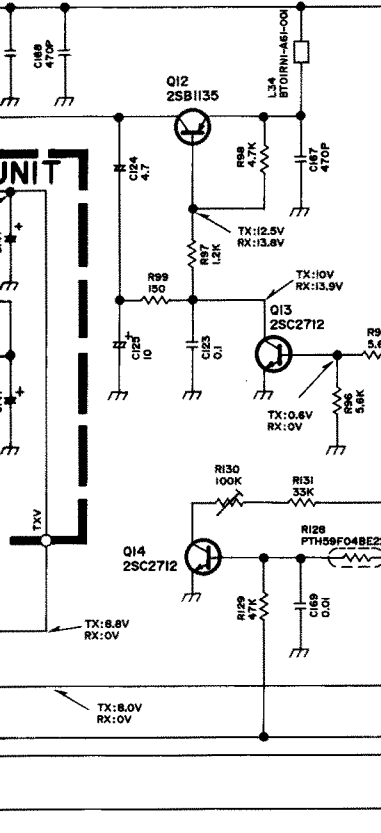 C168
470P
L34
BT01RN1-A61-001
Q12
2SB1135
UNIT
C124
4.7
R98
4.7K
C167
470P
TX:12.5V
RX:13.8V
R97
1.2K
R99
150
TX:10V
RX:13.9V
Q13
2SC2712
C125
10
C123
0.1
TX:0.6V
RX:0V
R96
5.6K
R130
100K
R131
33K
TXV
Q14
2SC2712
R128
R129
47K
C169
0.01
TX:8.8V
RX:0V
TX:8.0V
RX:0V